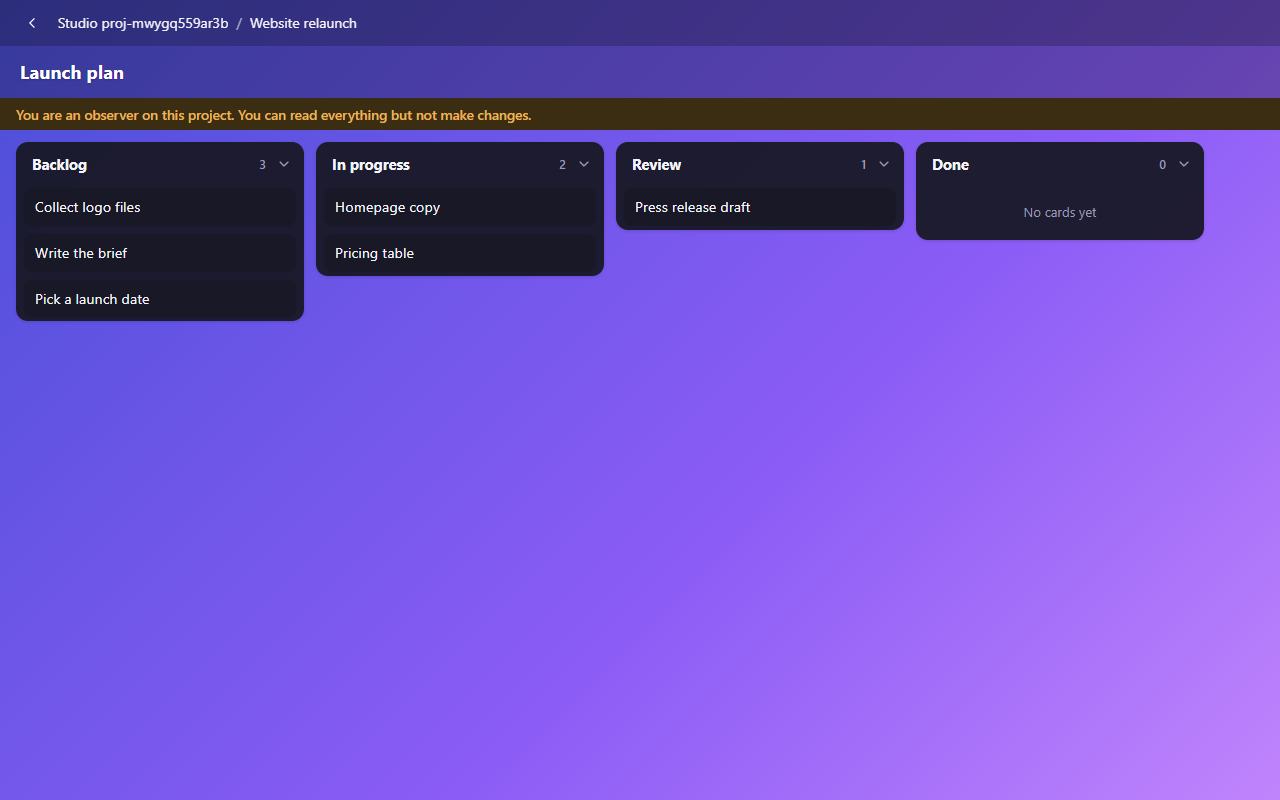 Studio proj-mwygq559ar3b / Website relaunch
Launch plan
You are an observer on this project. You can read everything but not make changes.
Backlog 3
Collect logo files
Write the brief
Pick a launch date
In progress 2
Homepage copy
Pricing table
Review 1
Press release draft
Done 0
No cards yet